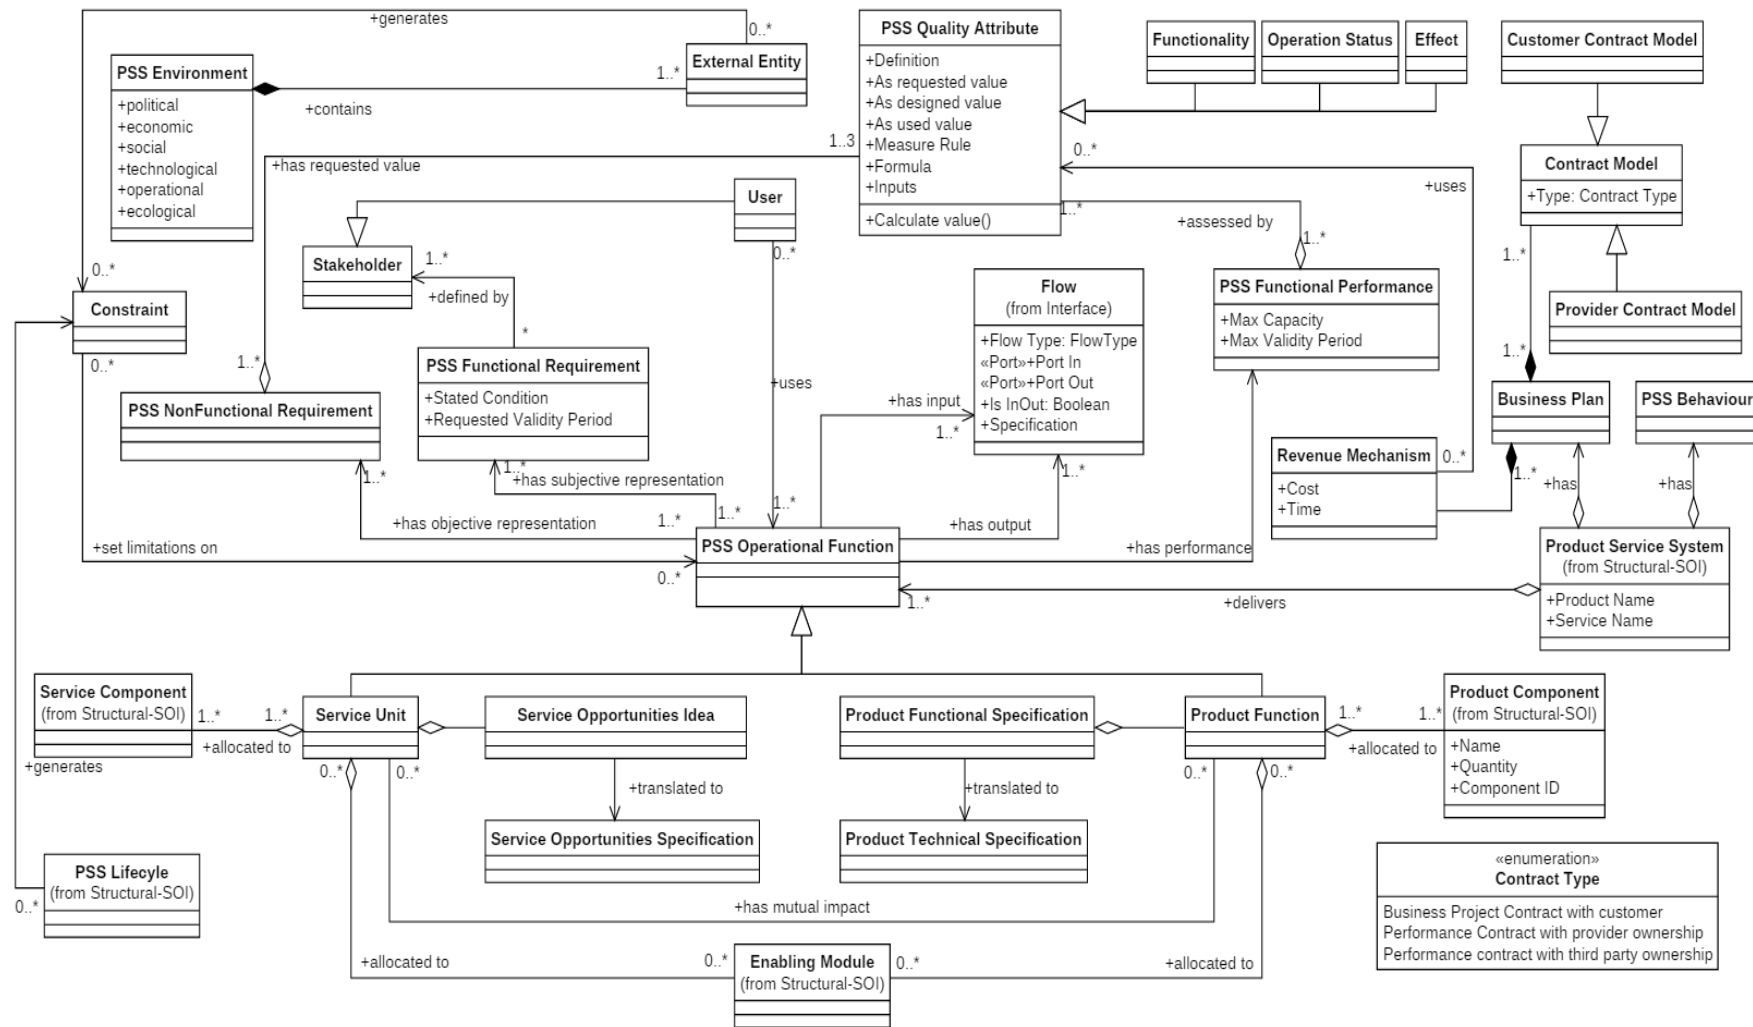 +generates
0..*
PSS Environment
+political
+economic
+social
+technological
+operational
+ecological
1..*
+contains
External Entity
PSS Quality Attribute
+Definition
+As requested value
+As designed value
+As used value
+Measure Rule
+Formula
+Inputs
+Calculate value()
Functionality
Operation Status
Effect
Customer Contract Model
Contract Model
+Type: Contract Type
Provider Contract Model
1..3
+has requested value
0..*
+uses
1..*
+assessed by
1..*
User
0..*
Stakeholder
1..*
+defined by
*
0..*
Constraint
0..*
1..*
PSS NonFunctional Requirement
PSS Functional Requirement
+Stated Condition
+Requested Validity Period
+uses
Flow
(from Interface)
+Flow Type: FlowType
«Port»+Port In
«Port»+Port Out
+Is InOut: Boolean
+Specification
PSS Functional Performance
+Max Capacity
+Max Validity Period
1..*
1..*
Business Plan
PSS Behaviour
+has input
1..*
1..*
1..*
1..*
+has subjective representation
Revenue Mechanism
+Cost
+Time
0..*
1..*
+has
+has
+has objective representation
1..*
1..*
1..*
+has output
+has performance
+set limitations on
0..*
PSS Operational Function
1..*
+delivers
Product Service System
(from Structural-SOI)
+Product Name
+Service Name
Service Component
(from Structural-SOI)
1..*
1..*
+allocated to
+generates
Service Unit
0..*
0..*
Service Opportunities Idea
+translated to
Service Opportunities Specification
Product Functional Specification
+translated to
Product Technical Specification
Product Function
0..*
0..*
1..*
1..*
+allocated to
Product Component
(from Structural-SOI)
+Name
+Quantity
+Component ID
PSS Lifecyle
(from Structural-SOI)
0..*
+has mutual impact
+allocated to
0..*
Enabling Module
(from Structural-SOI)
0..*
+allocated to
«enumeration»
Contract Type
Business Project Contract with customer
Performance Contract with provider ownership
Performance contract with third party ownership